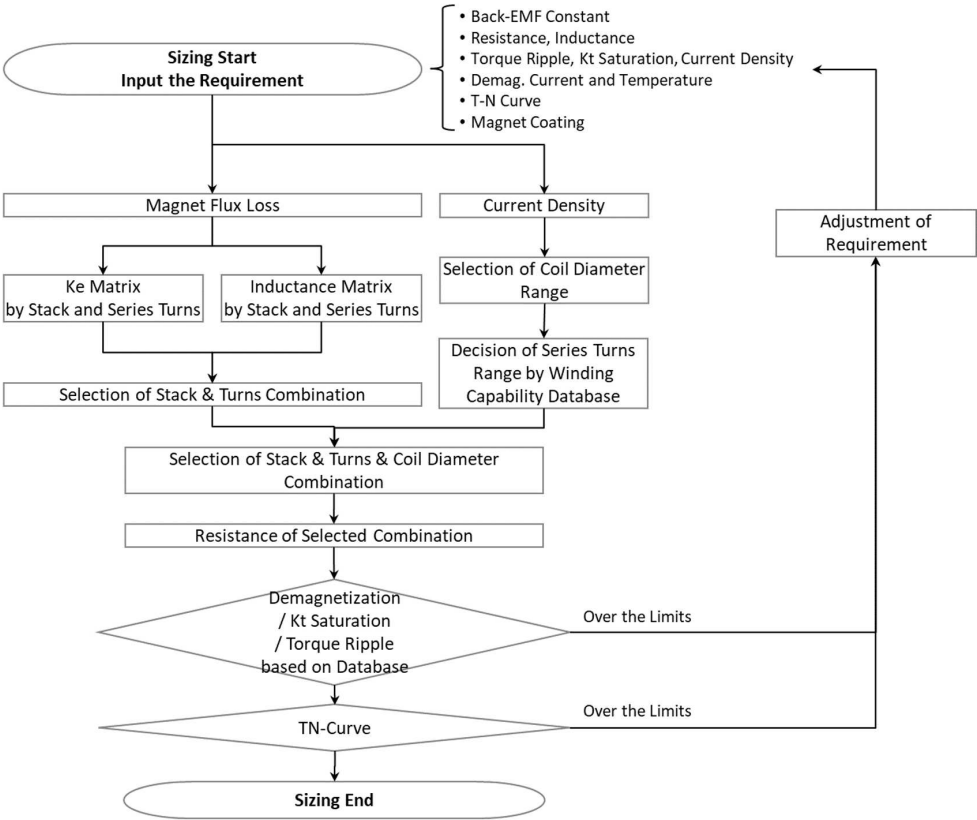 Sizing Start
Input the Requirement
• Back-EMF Constant
• Resistance, Inductance
• Torque Ripple, Kt Saturation, Current Density
• Demag. Current and Temperature
• T-N Curve
• Magnet Coating
Magnet Flux Loss
Current Density
Adjustment of
Requirement
Ke Matrix
by Stack and Series Turns
Inductance Matrix
by Stack and Series Turns
Selection of Coil Diameter
Range
Decision of Series Turns
Range by Winding
Capability Database
Selection of Stack & Turns Combination
Selection of Stack & Turns & Coil Diameter
Combination
Resistance of Selected Combination
Demagnetization
/ Kt Saturation
/ Torque Ripple
based on Database
Over the Limits
TN-Curve
Over the Limits
Sizing End